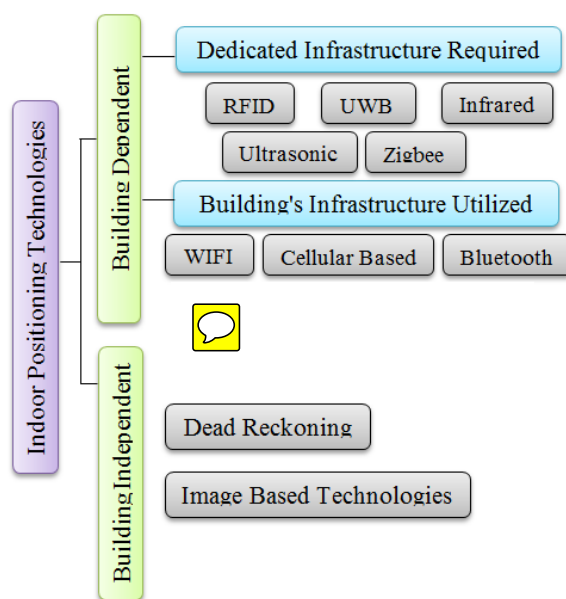 Indoor Positioning Technologies
Building Dependent
Dedicated Infrastructure Required
RFID
UWB
Infrared
Ultrasonic
Zigbee
Building's Infrastructure Utilized
WIFI
Cellular Based
Bluetooth
Building Independent
Dead Reckoning
Image Based Technologies